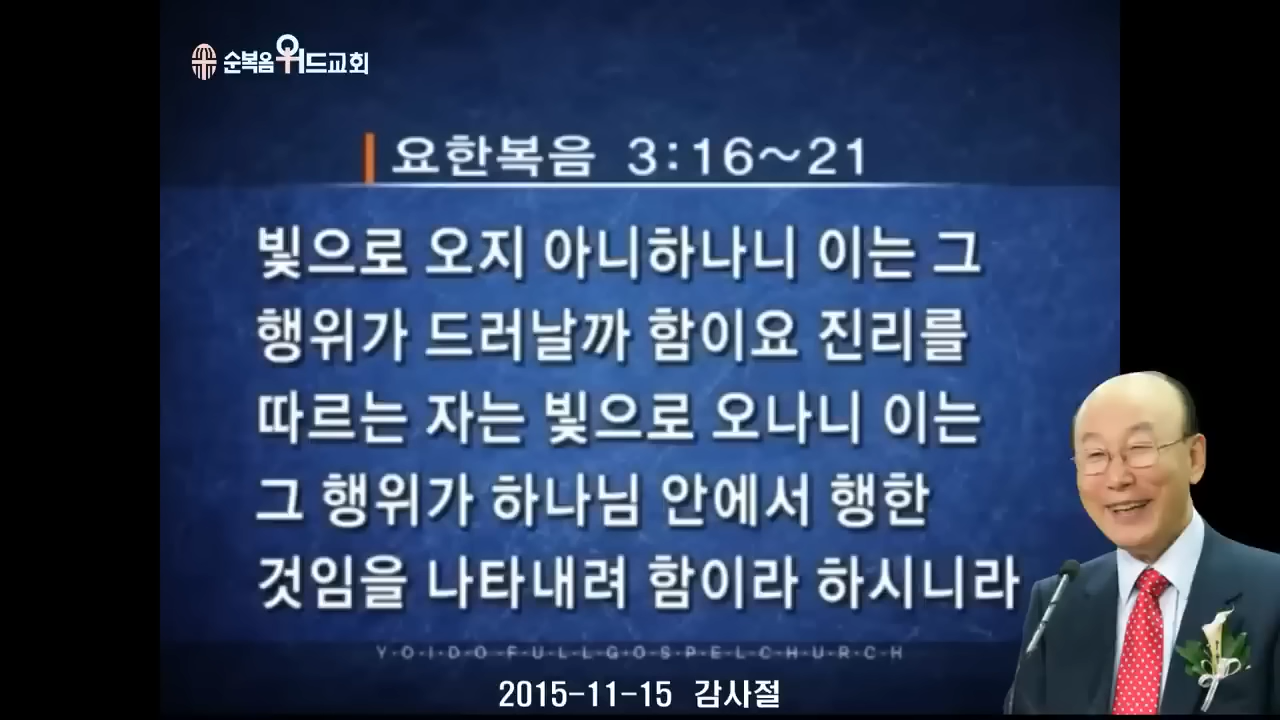 순복음위드교회
요한복음 3:16~21
빛으로 오지 아니하나니 이는 그
행위가 드러날까 함이요 진리를
따르는 자는 빛으로 오나니 이는
그 행위가 하나님 안에서 행한
것임을 나타내려 함이라 하시니라
Y·O·I·D·O·F·U·L·L·G·O·S·P·E·L·C·H·U·R·C·H
2015-11-15 감사절